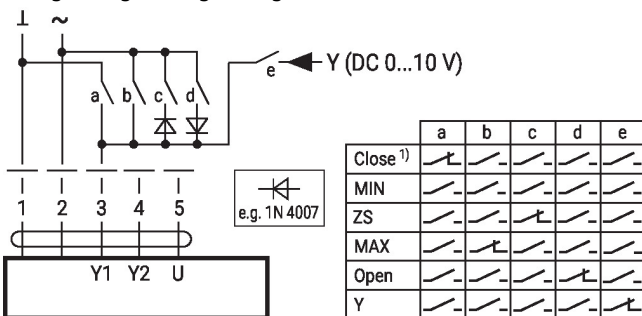 ⊥ ~
e
Y (DC 0...10 V)
a b c d
1 2 3 4 5
e.g. 1N 4007
Y1 Y2 U
a b c d e
Close 1)
MIN
ZS
MAX
Open
Y